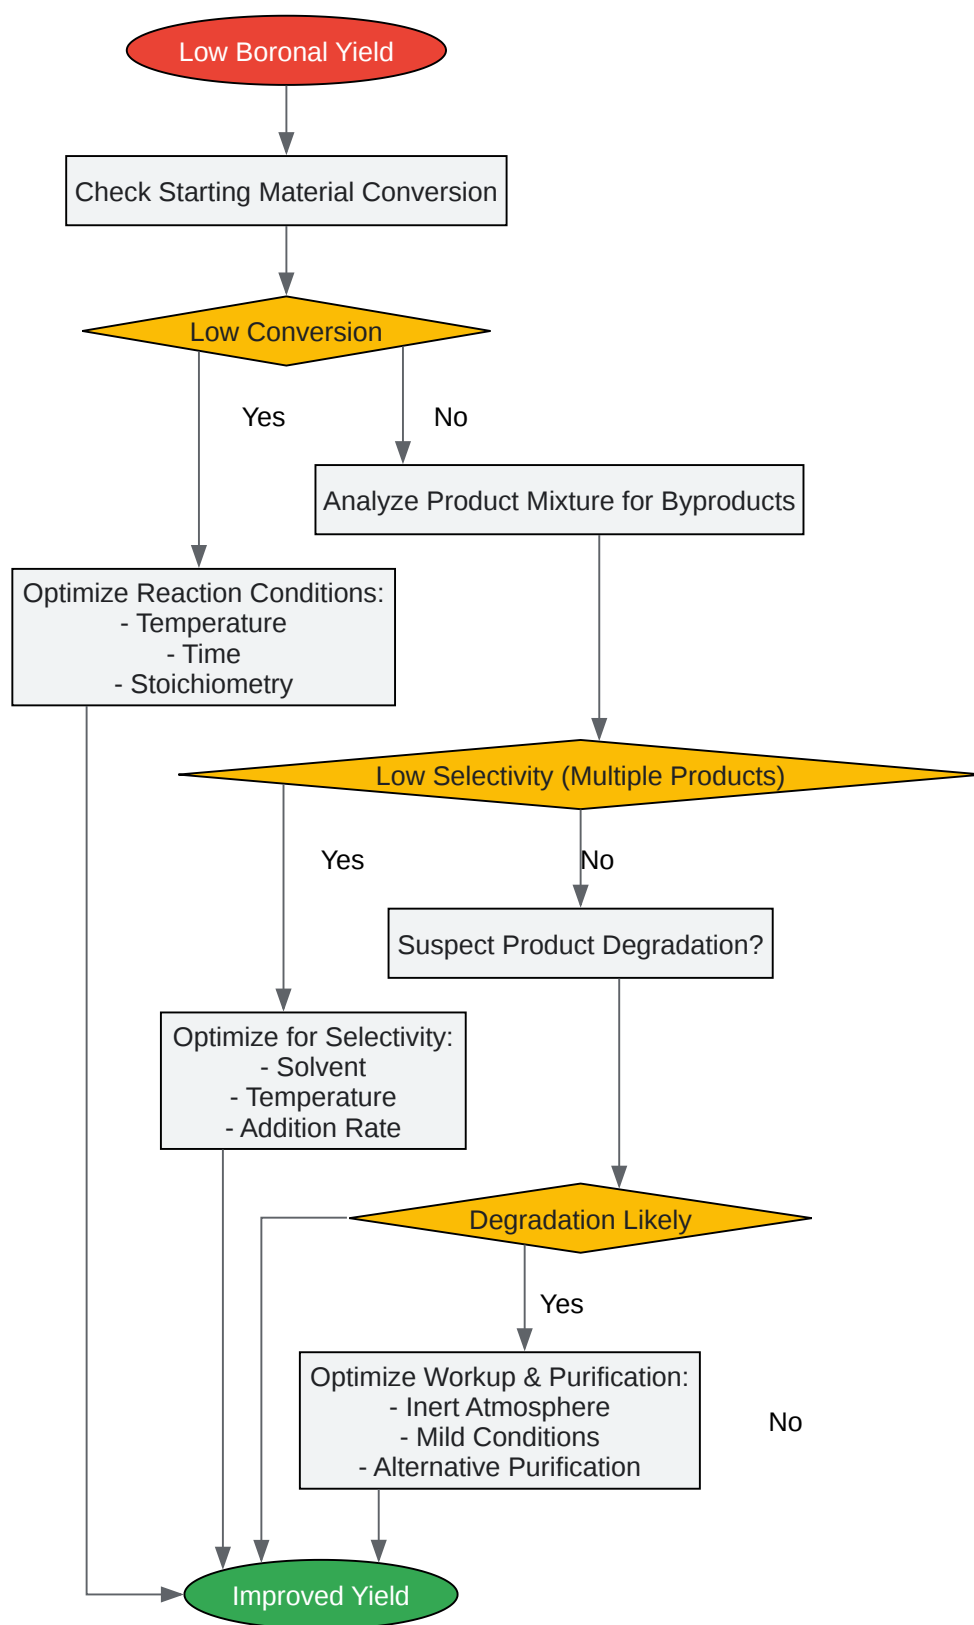 Low Boronal Yield
Check Starting Material Conversion
Low Conversion
Yes
No
Analyze Product Mixture for Byproducts
Optimize Reaction Conditions:
- Temperature
- Time
- Stoichiometry
Low Selectivity (Multiple Products)
Yes
No
Suspect Product Degradation?
Optimize for Selectivity:
- Solvent
- Temperature
- Addition Rate
Degradation Likely
Yes
Optimize Workup & Purification:
- Inert Atmosphere
- Mild Conditions
- Alternative Purification
No
Improved Yield